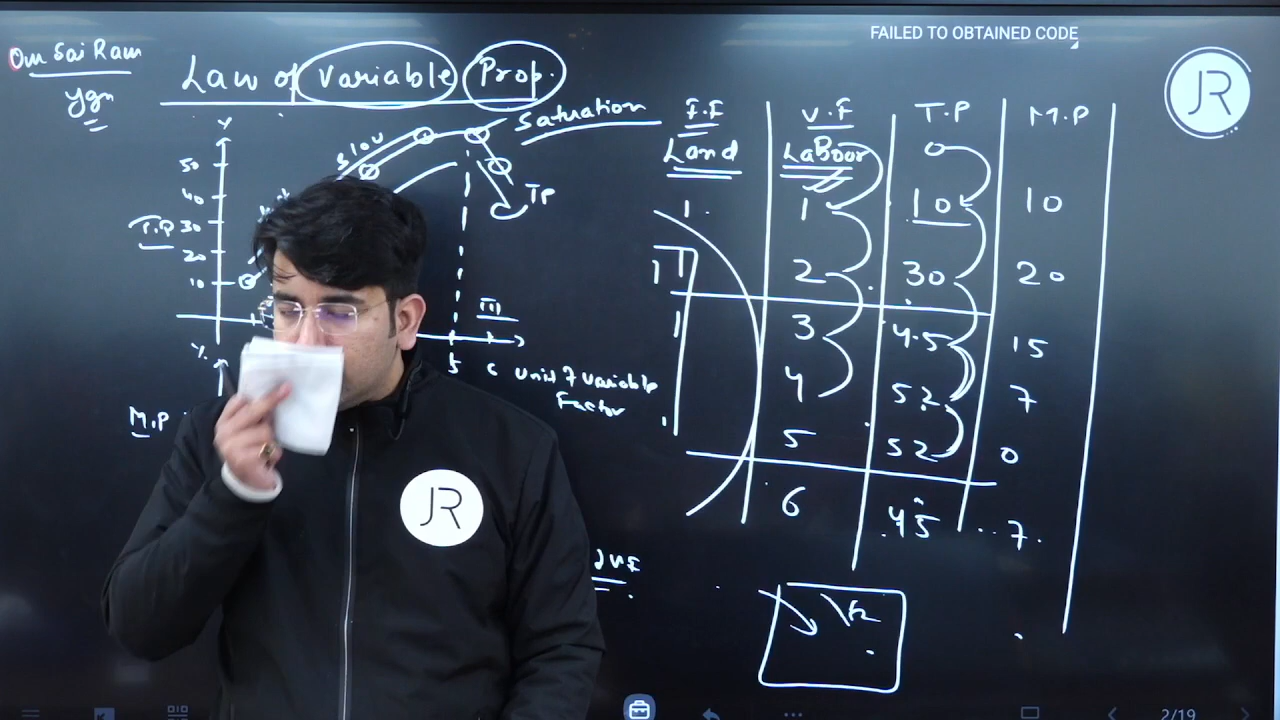 FAILED TO OBTAINED CODE
Om Sai Ram
Ygn
Law of Variable Prop.
JR
Y
Slow
Saturation
50
40
T.P 30
20
10
TP
III
5 6 Unit of Variable
Factor
Y
M.P
JR
F.F V.F T.P M.P
Land Labour 0
1 1 10 10
1 2 30 20
1 3 45 15
4 52 7
5 52 0
6 45 -7
2/19